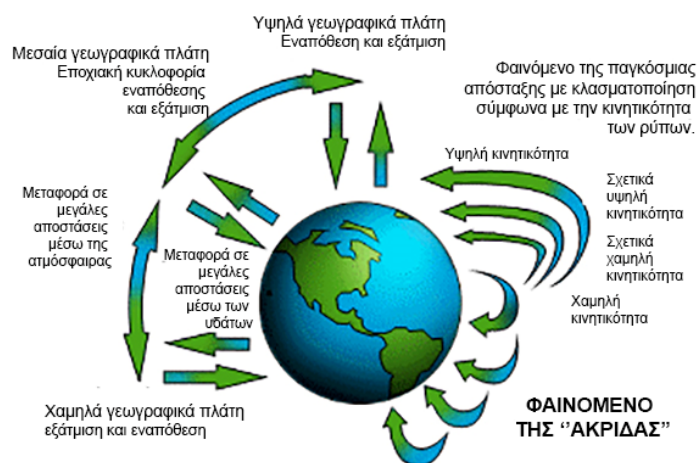 Υψηλά γεωγραφικά πλάτη
Εναπόθεση και εξάτμιση
Μεσαία γεωγραφικά πλάτη
Εποχιακή κυκλοφορία
εναπόθεσης
και εξάτμιση
Φαινόμενο της παγκόσμιας
απόσταξης με κλασματοποίηση
σύμφωνα με την κινητικότητα
των ρύπων.
Υψηλή κινητικότητα
Σχετικά
υψηλή
κινητικότητα
Σχετικά
χαμηλή
κινητικότητα
Χαμηλή
κινητικότητα
Μεταφορά σε
μεγάλες
αποστάσεις
μέσω της
ατμόσφαιρας
Μεταφορά σε
μεγάλες
αποστάσεις
μέσω των
υδάτων
Χαμηλά γεωγραφικά πλάτη
εξάτμιση και εναπόθεση
ΦΑΙΝΟΜΕΝΟ
ΤΗΣ ‘’ΑΚΡΙΔΑΣ’’